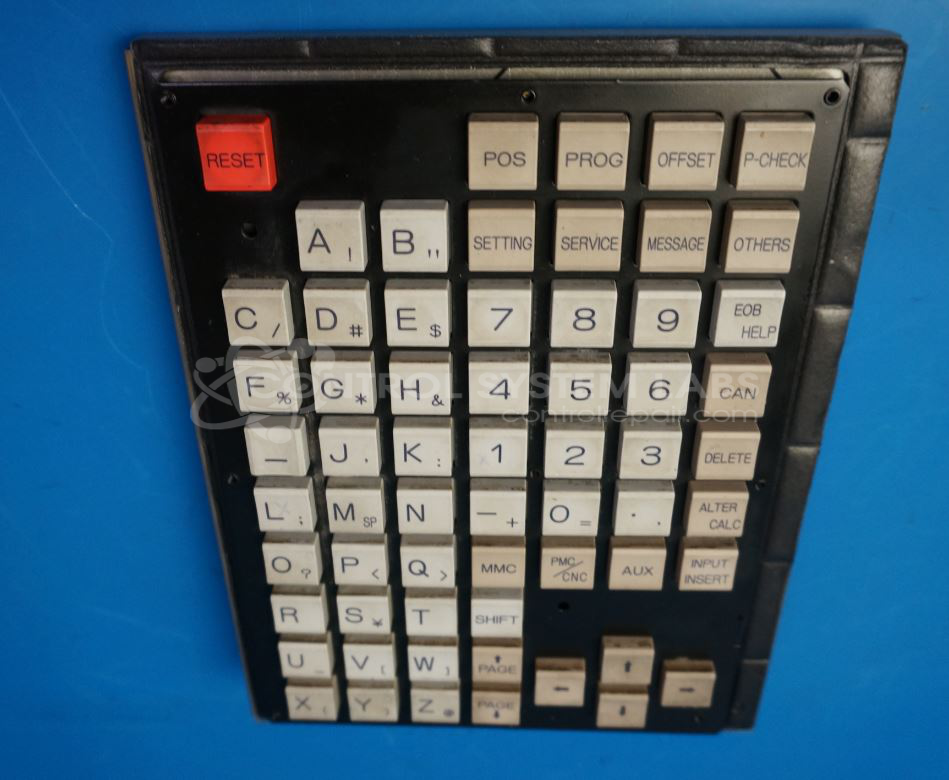 RESET POS PROG OFFSET P-CHECK
A ! B " SETTING SERVICE MESSAGE OTHERS
C / D # E $ 7 8 9 EOB HELP
F % G * H & 4 5 6 CAN
CONTROL SYSTEM LABS
controlrepair.com
J , K : 1 2 3 DELETE
L ; M SP N - + 0 = . ALTER CALC
O ? P < Q > MMC PMC/CNC AUX INPUT INSERT
R S ¥ T SHIFT
U _ V [ W ] ↑ PAGE ← ↑ →
X ( Y ) Z @ PAGE ↓ ↓